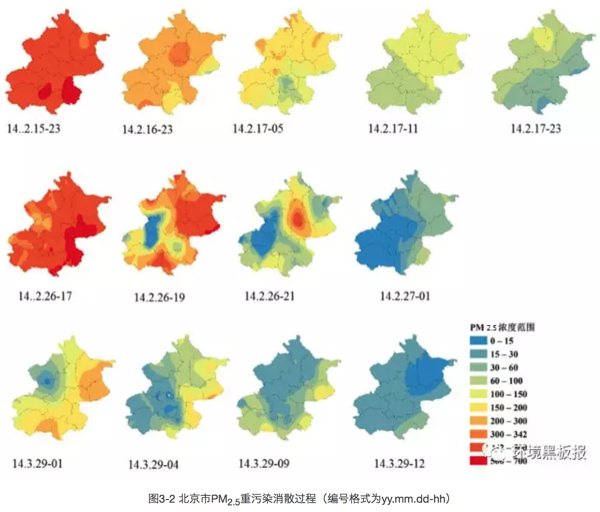 14..2.15-23
14.2.16-23
14.2.17-05
14.2.17-11
14.2.17-23
14..2.26-17
14.2.26-19
14.2.26-21
14.2.27-01
PM 2.5 浓度范围
0 – 15
15 – 30
30 – 60
60 – 100
100 – 150
150 – 200
200 – 300
300 – 342
环境黑板报
500 – 700
14.3.29-01
14.3.29-04
14.3.29-09
14.3.29-12
图3-2 北京市PM2.5重污染消散过程（编号格式为yy.mm.dd-hh）